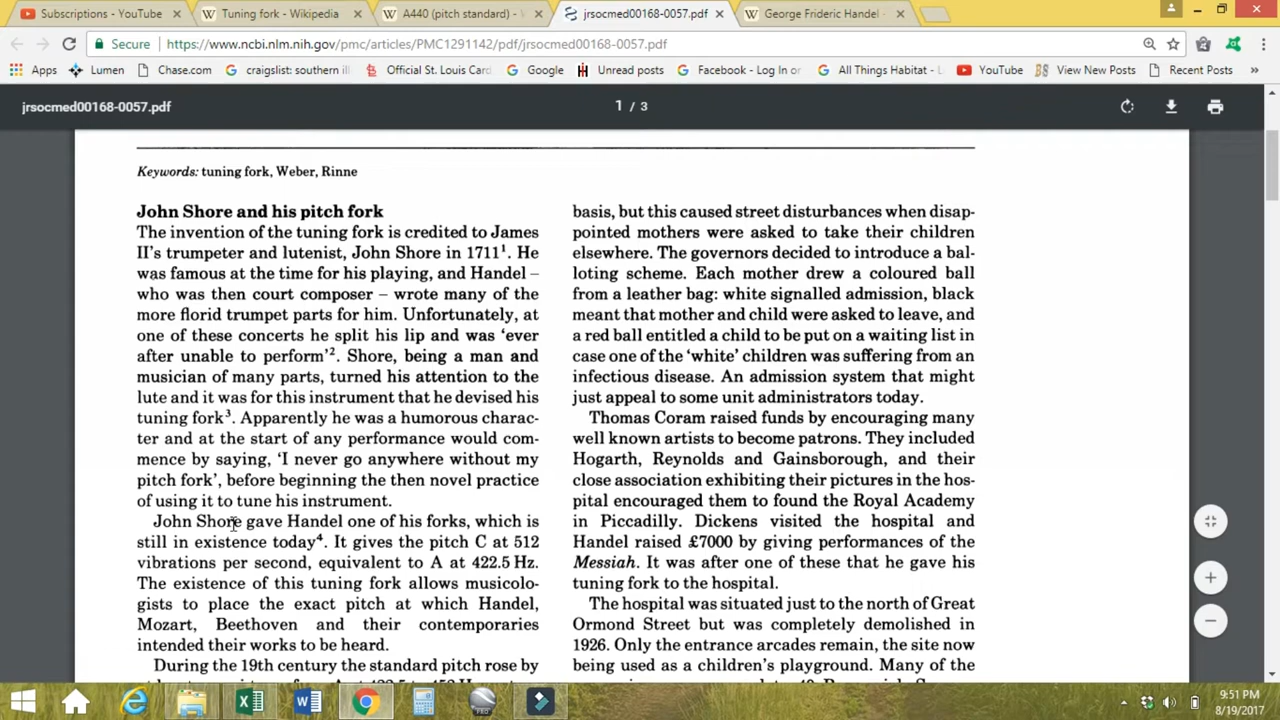 Subscriptions - YouTube
Tuning fork - Wikipedia
A440 (pitch standard) -
jrsocmed00168-0057.pdf
George Frideric Handel -
Secure
https://www.ncbi.nlm.nih.gov/pmc/articles/PMC1291142/pdf/jrsocmed00168-0057.pdf
Apps
Lumen
Chase.com
craigslist: southern il
Official St. Louis Card
Google
Unread posts
Facebook - Log In or
All Things Habitat -
YouTube
View New Posts
Recent Posts
»
jrsocmed00168-0057.pdf
1 / 3
Keywords: tuning fork, Weber, Rinne
John Shore and his pitch fork
The invention of the tuning fork is credited to James
II's trumpeter and lutenist, John Shore in 1711¹. He
was famous at the time for his playing, and Handel –
who was then court composer – wrote many of the
more florid trumpet parts for him. Unfortunately, at
one of these concerts he split his lip and was 'ever
after unable to perform'². Shore, being a man and
musician of many parts, turned his attention to the
lute and it was for this instrument that he devised his
tuning fork³. Apparently he was a humorous charac-
ter and at the start of any performance would com-
mence by saying, 'I never go anywhere without my
pitch fork', before beginning the then novel practice
of using it to tune his instrument.
John Shore gave Handel one of his forks, which is
still in existence today⁴. It gives the pitch C at 512
vibrations per second, equivalent to A at 422.5 Hz.
The existence of this tuning fork allows musicolo-
gists to place the exact pitch at which Handel,
Mozart, Beethoven and their contemporaries
intended their works to be heard.
During the 19th century the standard pitch rose by
basis, but this caused street disturbances when disap-
pointed mothers were asked to take their children
elsewhere. The governors decided to introduce a bal-
loting scheme. Each mother drew a coloured ball
from a leather bag: white signalled admission, black
meant that mother and child were asked to leave, and
a red ball entitled a child to be put on a waiting list in
case one of the 'white' children was suffering from an
infectious disease. An admission system that might
just appeal to some unit administrators today.
Thomas Coram raised funds by encouraging many
well known artists to become patrons. They included
Hogarth, Reynolds and Gainsborough, and their
close association exhibiting their pictures in the hos-
pital encouraged them to found the Royal Academy
in Piccadilly. Dickens visited the hospital and
Handel raised £7000 by giving performances of the
Messiah. It was after one of these that he gave his
tuning fork to the hospital.
The hospital was situated just to the north of Great
Ormond Street but was completely demolished in
1926. Only the entrance arcades remain, the site now
being used as a children's playground. Many of the
9:51 PM
8/19/2017